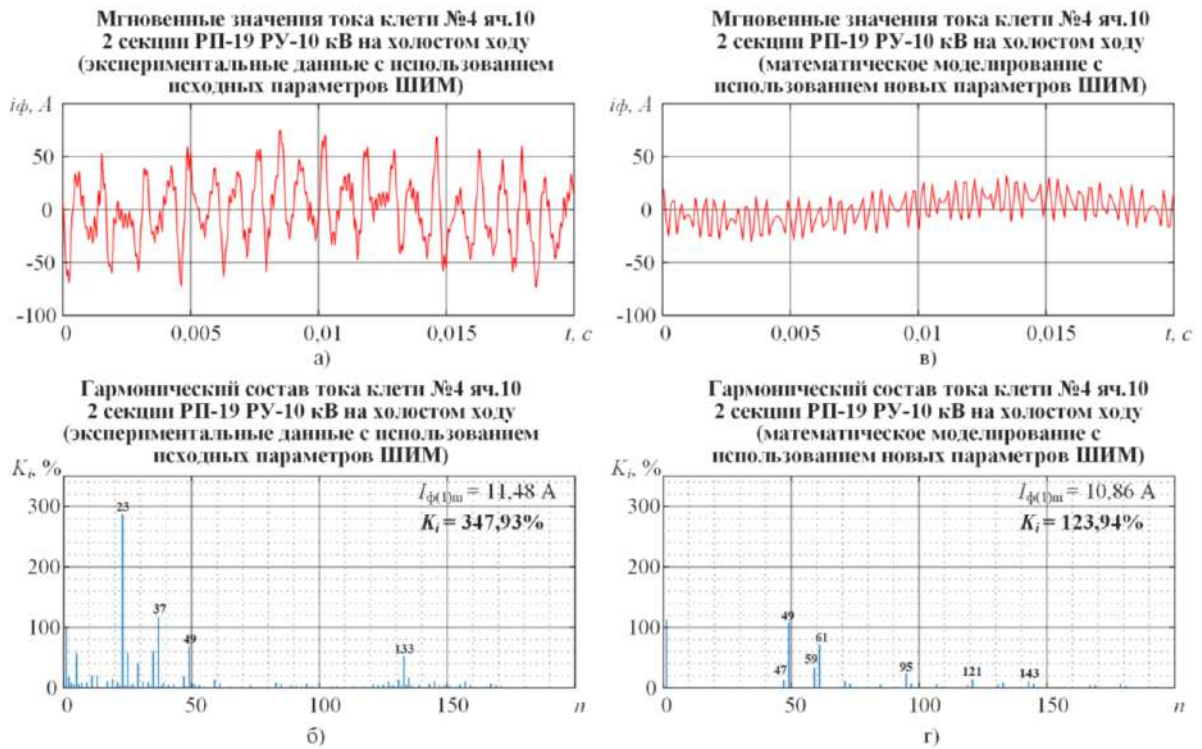 Мгновенные значения тока клети №4 яч.10
2 секции РП-19 РУ-10 кВ на холостом ходу
(экспериментальные данные с использованием
исходных параметров ШИМ)
iф, А
50
0
-50
-100
0
0,005
0,01
0,015
t, с
а)
Мгновенные значения тока клети №4 яч.10
2 секции РП-19 РУ-10 кВ на холостом ходу
(математическое моделирование с
использованием новых параметров ШИМ)
iф, А
50
0
-50
-100
0
0,005
0,01
0,015
t, с
в)
Гармонический состав тока клети №4 яч.10
2 секции РП-19 РУ-10 кВ на холостом ходу
(экспериментальные данные с использованием
исходных параметров ШИМ)
Ki, %
300
200
100
0
Iф(1)m = 11,48 А
Ki = 347,93%
23
37
49
133
0
50
100
150
n
б)
Гармонический состав тока клети №4 яч.10
2 секции РП-19 РУ-10 кВ на холостом ходу
(математическое моделирование с
использованием новых параметров ШИМ)
Ki, %
300
200
100
0
Iф(1)m = 10,86 А
Ki = 123,94%
49
61
59
47
95
121
143
0
50
100
150
n
г)